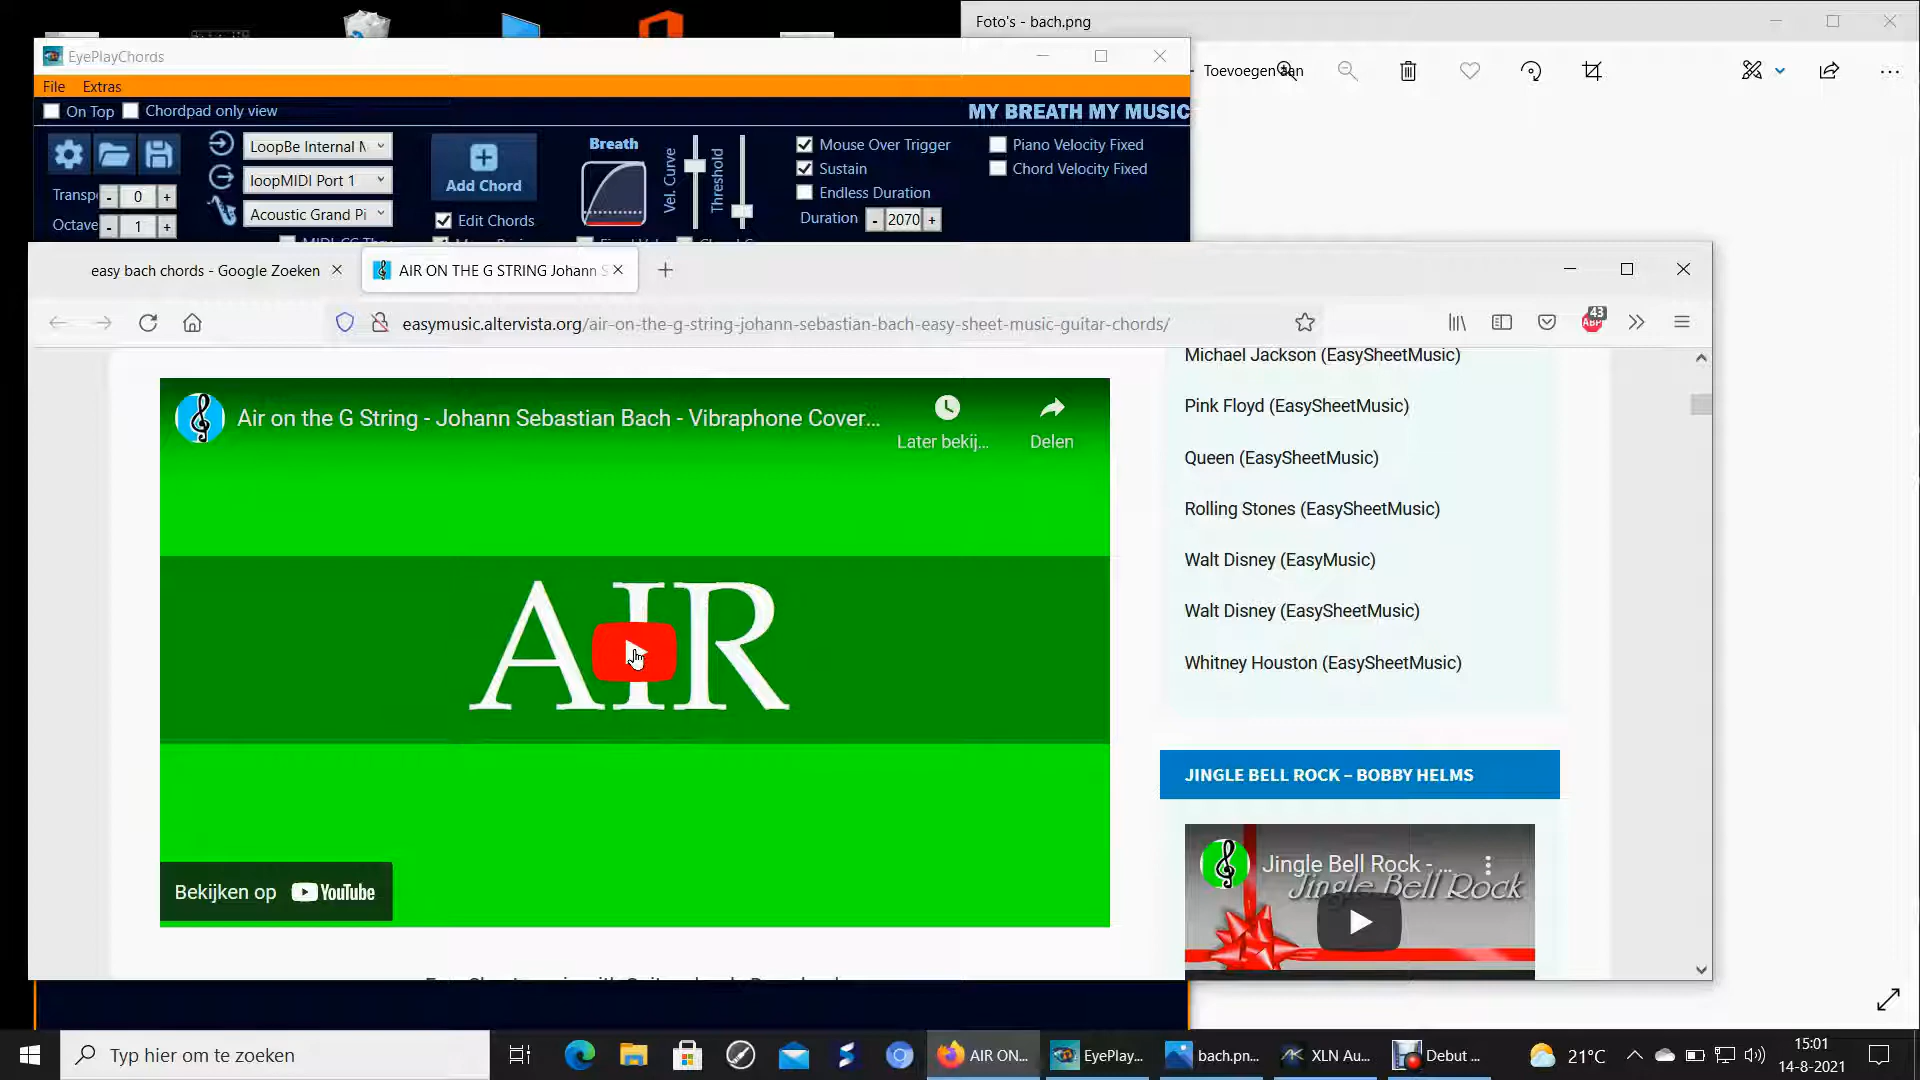 Foto's - bach.png
EyePlayChords
Toevoegen aan
File Extras
On Top Chordpad only view
MY BREATH MY MUSIC
LoopBe Internal M
loopMIDI Port 1
Acoustic Grand Pi
Transp - 0 +
Octave - 1 +
Add Chord
Edit Chords
Breath
Vel. Curve
Threshold
Mouse Over Trigger
Sustain
Endless Duration
Duration - 2070 +
Piano Velocity Fixed
Chord Velocity Fixed
easy bach chords - Google Zoeken
AIR ON THE G STRING Johann S
easymusic.altervista.org/air-on-the-g-string-johann-sebastian-bach-easy-sheet-music-guitar-chords/
43
ABP
Air on the G String - Johann Sebastian Bach - Vibraphone Cover...
Later bekij...
Delen
AIR
Bekijken op YouTube
Michael Jackson (EasySheetMusic)
Pink Floyd (EasySheetMusic)
Queen (EasySheetMusic)
Rolling Stones (EasySheetMusic)
Walt Disney (EasyMusic)
Walt Disney (EasySheetMusic)
Whitney Houston (EasySheetMusic)
JINGLE BELL ROCK – BOBBY HELMS
Jingle Bell Rock - ...
Jingle Bell Rock
Typ hier om te zoeken
AIR ON...
EyePlay...
bach.pn...
XLN Au...
Debut ...
21°C
15:01
14-8-2021